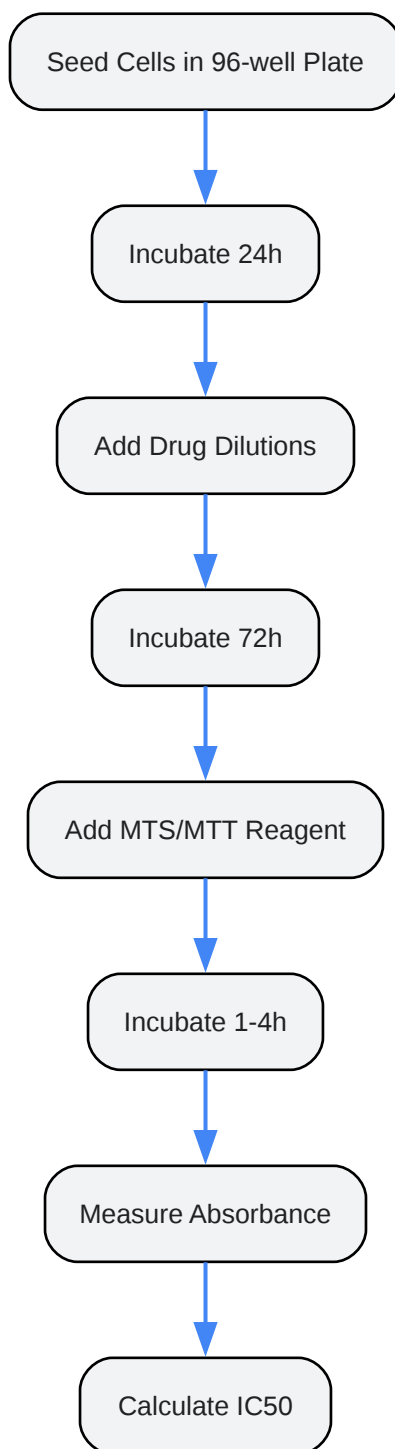 Seed Cells in 96-well Plate
Incubate 24h
Add Drug Dilutions
Incubate 72h
Add MTS/MTT Reagent
Incubate 1-4h
Measure Absorbance
Calculate IC50